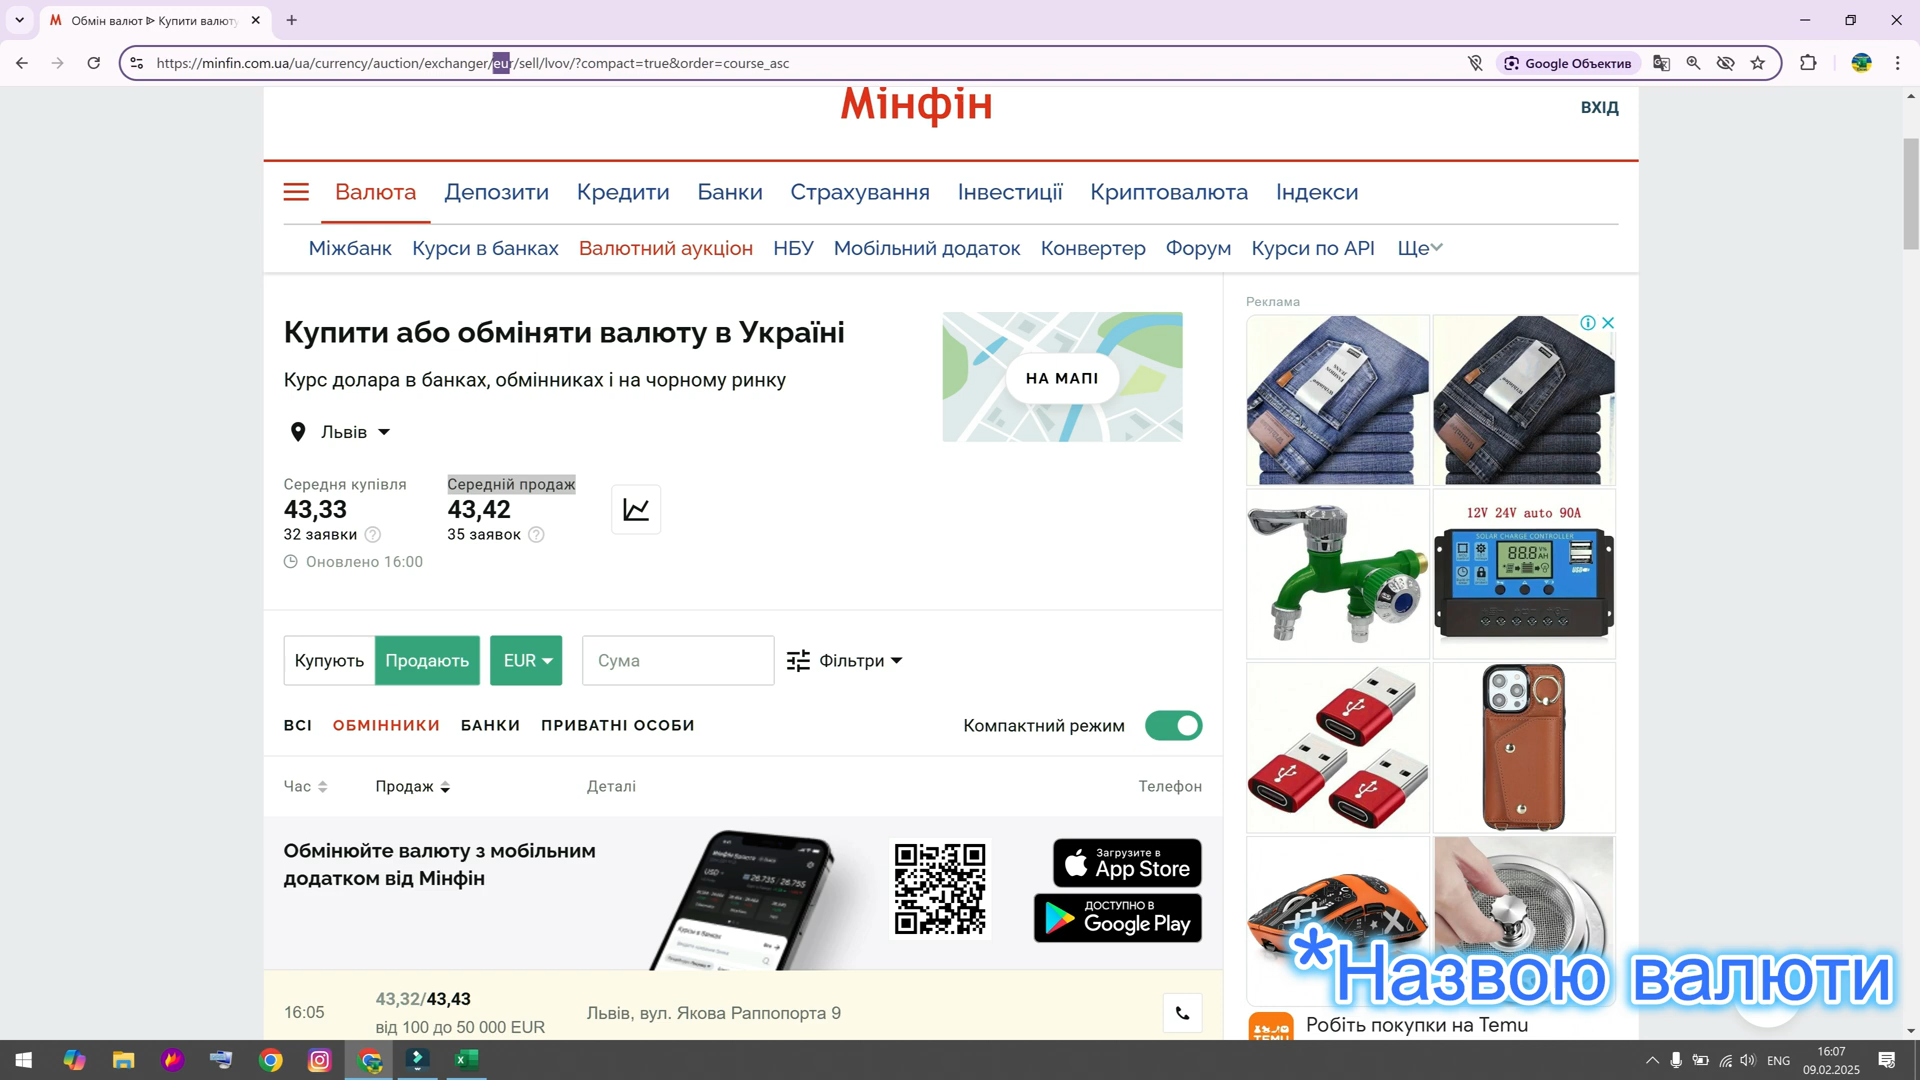 Обмін валют ᐉ Купити валюту
https://minfin.com.ua/ua/currency/auction/exchanger/eur/sell/lvov/?compact=true&order=course_asc
Google Объектив
Мінфін
ВХІД
Валюта Депозити Кредити Банки Страхування Інвестиції Криптовалюта Індекси
Міжбанк Курси в банках Валютний аукціон НБУ Мобільний додаток Конвертер Форум Курси по API Ще
Реклама
Купити або обміняти валюту в Україні
Курс долара в банках, обмінниках і на чорному ринку
НА МАПІ
Львів
Середня купівля Середній продаж
43,33 43,42
32 заявки 35 заявок
Оновлено 16:00
12V 24V auto 90A
SOLAR CHARGE CONTROLLER
Купують Продають EUR Сума Фільтри
ВСІ ОБМІННИКИ БАНКИ ПРИВАТНІ ОСОБИ Компактний режим
Час Продаж Деталі Телефон
Обмінюйте валюту з мобільним
додатком від Мінфін
Загрузите в
App Store
ДОСТУПНО В
Google Play
*Назвою валюти
43,32/43,43
16:05 Львів, вул. Якова Раппопорта 9
від 100 до 50 000 EUR
Робіть покупки на Temu
TEMU
ENG
16:07
09.02.2025